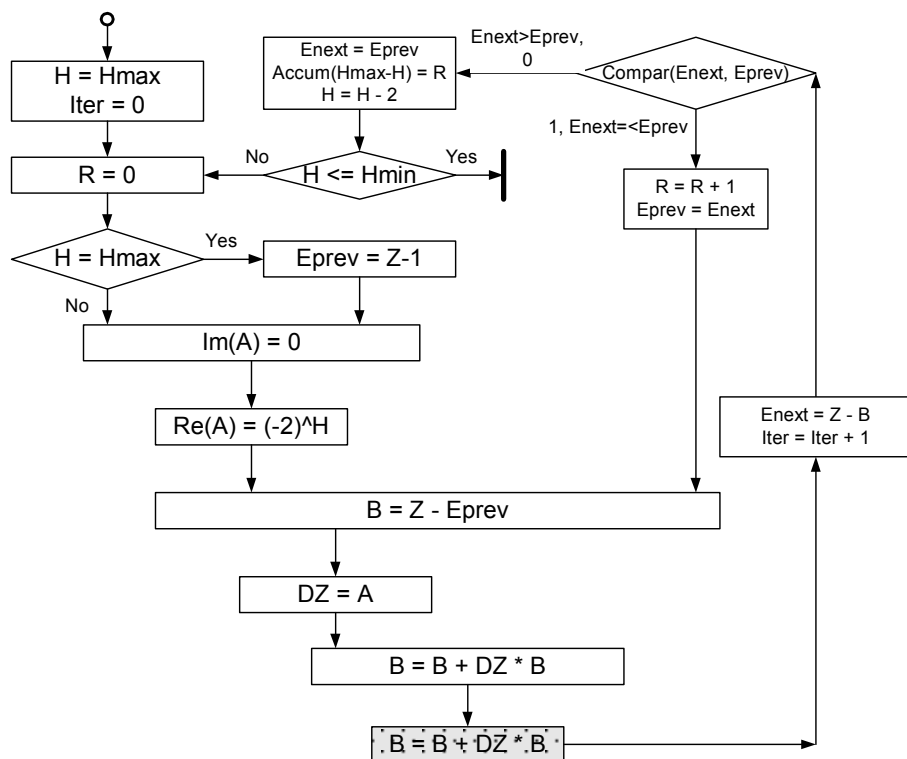 H = Hmax
Iter = 0
R = 0
H = Hmax
Yes
No
Eprev = Z-1
Im(A) = 0
Re(A) = (-2)^H
B = Z - Eprev
DZ = A
B = B + DZ * B
B = B + DZ * B
Enext = Z - B
Iter = Iter + 1
Compar(Enext, Eprev)
Enext>Eprev,
0
1, Enext=<Eprev
R = R + 1
Eprev = Enext
Enext = Eprev
Accum(Hmax-H) = R
H = H - 2
H <= Hmin
No
Yes